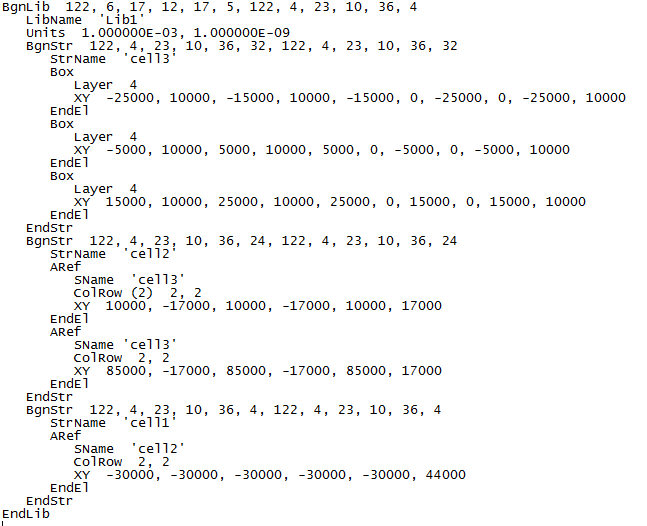 BgnLib  122, 6, 17, 12, 17, 5, 122, 4, 23, 10, 36, 4
LibName  'Lib1'
Units  1.000000E-03, 1.000000E-09
BgnStr  122, 4, 23, 10, 36, 32, 122, 4, 23, 10, 36, 32
StrName  'cell3'
Box
Layer  4
XY  -25000, 10000, -15000, 10000, -15000, 0, -25000, 0, -25000, 10000
EndEl
Box
Layer  4
XY  -5000, 10000, 5000, 10000, 5000, 0, -5000, 0, -5000, 10000
EndEl
Box
Layer  4
XY  15000, 10000, 25000, 10000, 25000, 0, 15000, 0, 15000, 10000
EndEl
EndStr
BgnStr  122, 4, 23, 10, 36, 24, 122, 4, 23, 10, 36, 24
StrName  'cell2'
ARef
SName  'cell3'
ColRow (2)  2, 2
XY  10000, -17000, 10000, -17000, 10000, 17000
EndEl
ARef
SName  'cell3'
ColRow  2, 2
XY  85000, -17000, 85000, -17000, 85000, 17000
EndEl
EndStr
BgnStr  122, 4, 23, 10, 36, 4, 122, 4, 23, 10, 36, 4
StrName  'cell1'
ARef
SName  'cell2'
ColRow  2, 2
XY  -30000, -30000, -30000, -30000, -30000, 44000
EndEl
EndStr
EndLib